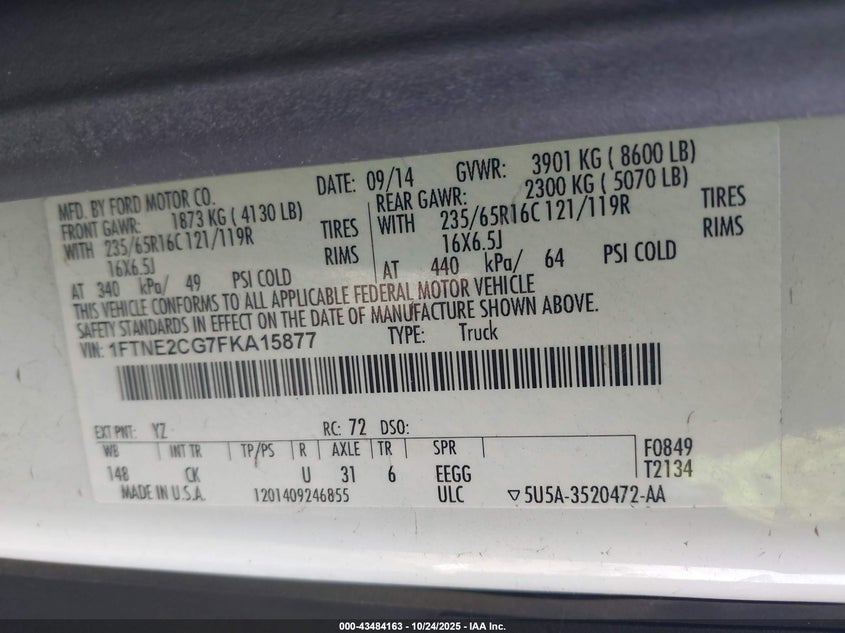 MFD. BY FORD MOTOR CO. DATE: 09/14 GVWR: 3901 KG ( 8600 LB)
FRONT GAWR: 1873 KG ( 4130 LB) REAR GAWR: 2300 KG ( 5070 LB)
WITH 235/65R16C 121/119R TIRES WITH 235/65R16C 121/119R TIRES
16X6.5J RIMS 16X6.5J RIMS
AT 340 kPa/ 49 PSI COLD AT 440 kPa/ 64 PSI COLD
THIS VEHICLE CONFORMS TO ALL APPLICABLE FEDERAL MOTOR VEHICLE
SAFETY STANDARDS IN EFFECT ON THE DATE OF MANUFACTURE SHOWN ABOVE.
VIN: 1FTNE2CG7FKA15877 TYPE: Truck
EXT PNT: YZ RC: 72 DSO:
WB INT TR TP/PS R AXLE TR SPR F0849
148 CK U 31 6 EEGG T2134
MADE IN U.S.A. 1201409246855 ULC ▽5U5A-3520472-AA
000-43484163 - 10/24/2025 - IAA Inc.